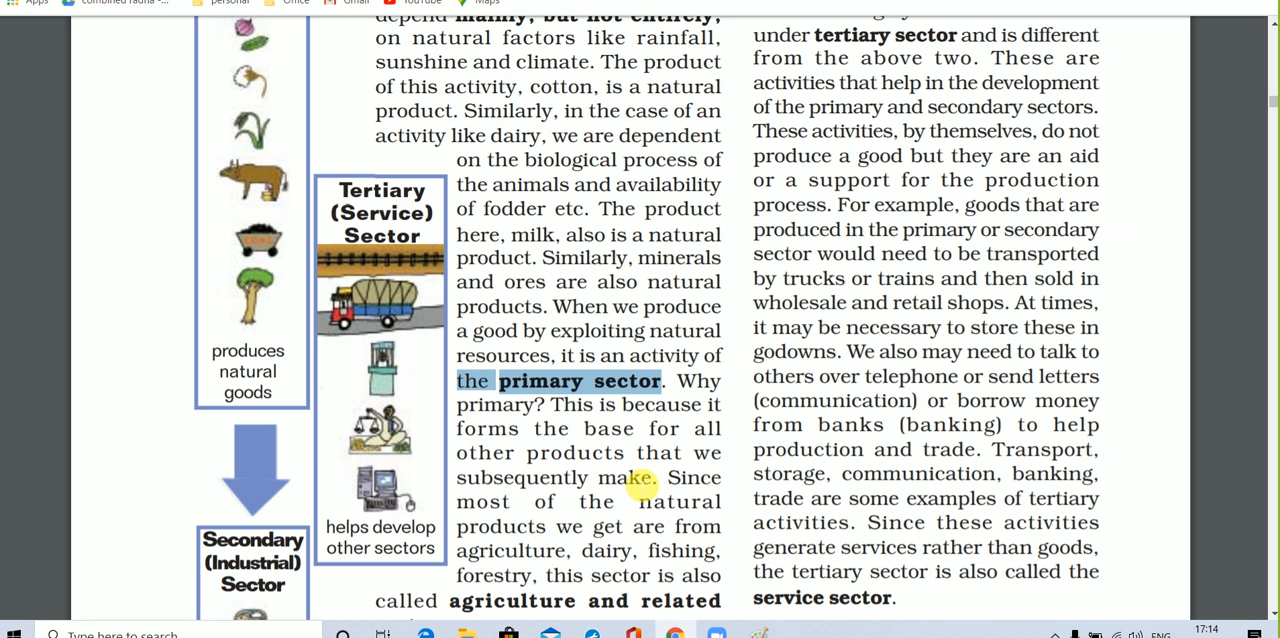 Apps
combined radha -...
personal
Office
Gmail
YouTube
Maps
depend mainly, but not entirely,
on natural factors like rainfall,
sunshine and climate. The product
of this activity, cotton, is a natural
product. Similarly, in the case of an
activity like dairy, we are dependent
on the biological process of
the animals and availability
of fodder etc. The product
here, milk, also is a natural
product. Similarly, minerals
and ores are also natural
products. When we produce
a good by exploiting natural
resources, it is an activity of
the primary sector. Why
primary? This is because it
forms the base for all
other products that we
subsequently make. Since
most of the natural
products we get are from
agriculture, dairy, fishing,
forestry, this sector is also
called agriculture and related
produces
natural
goods
Secondary
(Industrial)
Sector
Tertiary
(Service)
Sector
helps develop
other sectors
under tertiary sector and is different
from the above two. These are
activities that help in the development
of the primary and secondary sectors.
These activities, by themselves, do not
produce a good but they are an aid
or a support for the production
process. For example, goods that are
produced in the primary or secondary
sector would need to be transported
by trucks or trains and then sold in
wholesale and retail shops. At times,
it may be necessary to store these in
godowns. We also may need to talk to
others over telephone or send letters
(communication) or borrow money
from banks (banking) to help
production and trade. Transport,
storage, communication, banking,
trade are some examples of tertiary
activities. Since these activities
generate services rather than goods,
the tertiary sector is also called the
service sector.
Type here to search
ENG
17:14